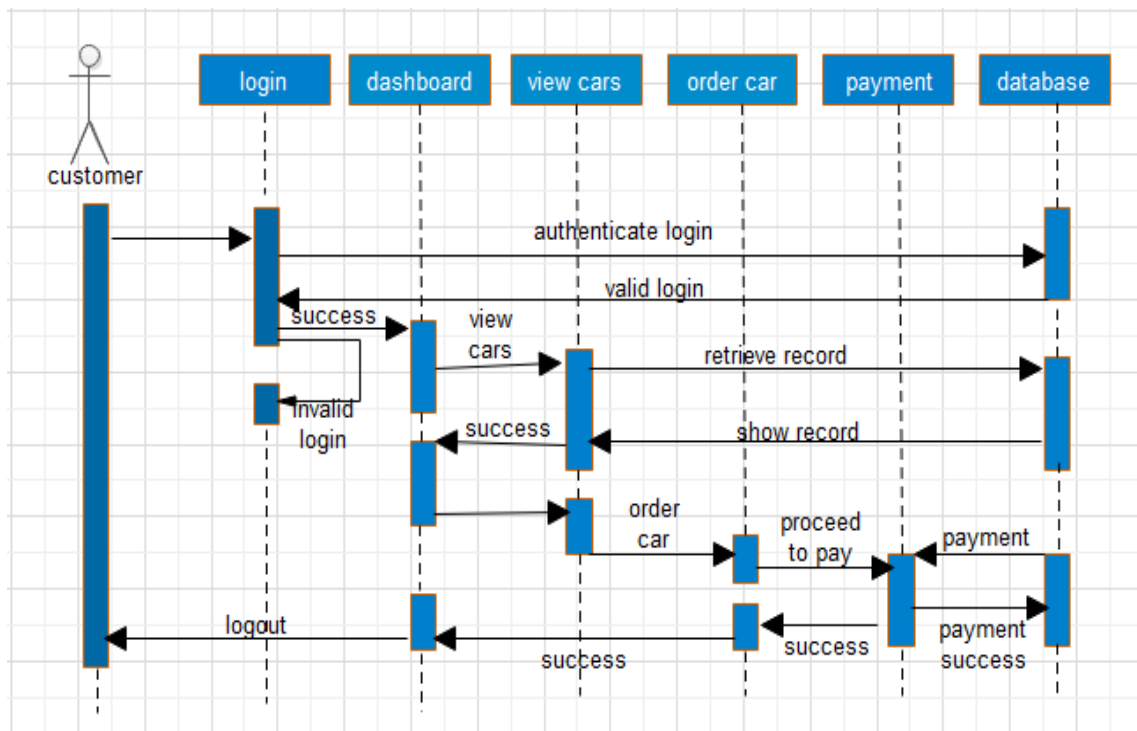 login
dashboard
view cars
order car
payment
database
customer
authenticate login
valid login
success
view
cars
retrieve record
invalid
login
success
show record
order
car
proceed
to pay
payment
logout
success
success
payment
success